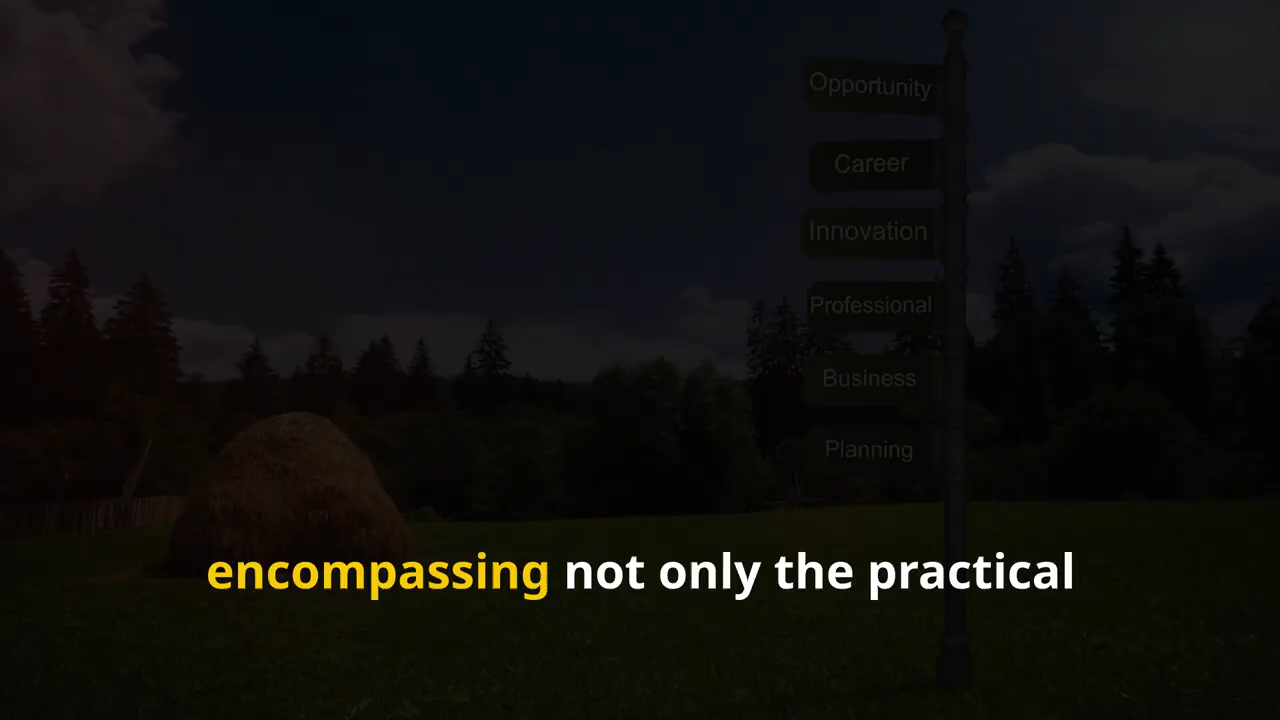 Opportunity
Career
Innovation
Professional
Business
Planning
encompassing not only the practical